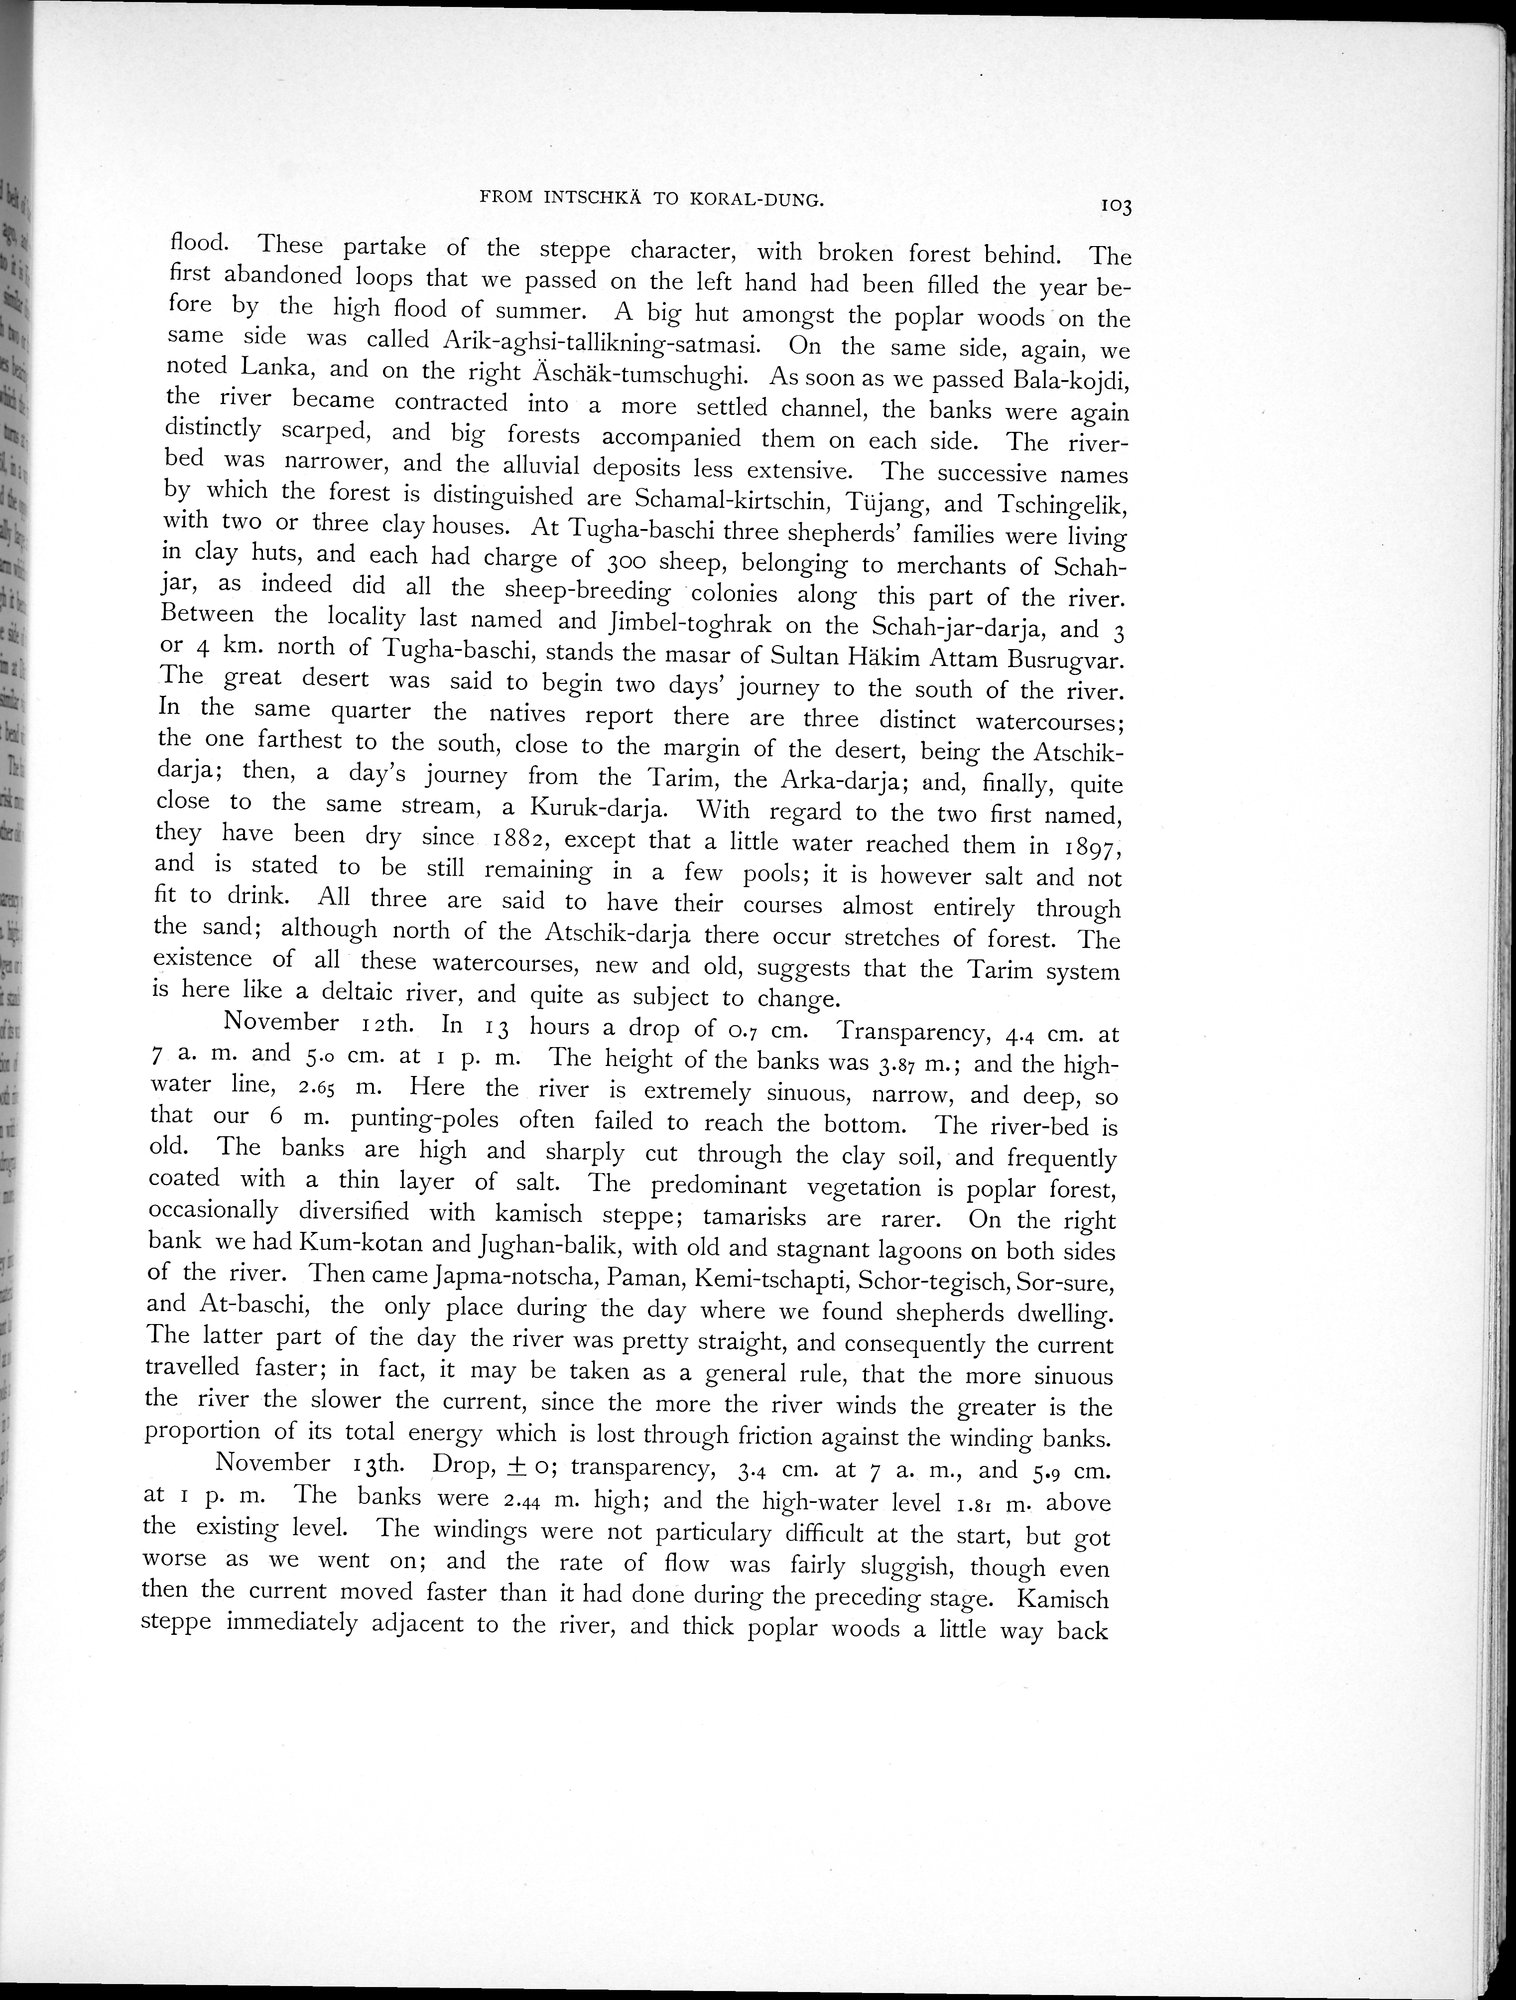 FROM INTSCHKÄ TO KORAL-DUNG.
103
flood. These partake of the steppe character, with broken forest behind. The
first abandoned loops that we passed on the left hand had been filled the year be-
fore by the high flood of summer. A big hut amongst the poplar woods on the
same side was called Arik-aghsi-tallikning-satmasi. On the same side, again, we
noted Lanka, and on the right Äschäk-tumschughi. As soon as we passed Bala-kojdi,
the river became contracted into a more settled channel, the banks were again
distinctly scarped, and big forests accompanied them on each side. The river-
bed was narrower, and the alluvial deposits less extensive. The successive names
by which the forest is distinguished are Schamal-kirtschin, Tüjang, and Tschingelik,
with two or three clay houses. At Tugha-baschi three shepherds' families were living
in clay huts, and each had charge of 300 sheep, belonging to merchants of Schah-
jar, as indeed did all the sheep-breeding colonies along this part of the river.
Between the locality last named and Jimbel-toghrak on the Schah-jar-darja, and 3
or 4 km. north of Tugha-baschi, stands the masar of Sultan Häkim Attam Busrugvar.
The great desert was said to begin two days' journey to the south of the river.
In the same quarter the natives report there are three distinct watercourses;
the one farthest to the south, close to the margin of the desert, being the Atschik-
darja; then, a day's journey from the Tarim, the Arka-darja; and, finally, quite
close to the same stream, a Kuruk-darja. With regard to the two first named,
they have been dry since 1882, except that a little water reached them in 1897,
and is stated to be still remaining in a few pools; it is however salt and not
fit to drink. All three are said to have their courses almost entirely through
the sand; although north of the Atschik-darja there occur stretches of forest. The
existence of all these watercourses, new and old, suggests that the Tarim system
is here like a deltaic river, and quite as subject to change.
November 12th. In 13 hours a drop of 0.7 cm. Transparency, 4.4 cm. at
7 a. m. and 5.0 cm. at 1 p. m. The height of the banks was 3.87 m.; and the high-
water line, 2.65 m. Here the river is extremely sinuous, narrow, and deep, so
that our 6 m. punting-poles often failed to reach the bottom. The river-bed is
old. The banks are high and sharply cut through the clay soil, and frequently
coated with a thin layer of salt. The predominant vegetation is poplar forest,
occasionally diversified with kamisch steppe; tamarisks are rarer. On the right
bank we had Kum-kotan and Jughan-balik, with old and stagnant lagoons on both sides
of the river. Then came Japma-notscha, Paman, Kemi-tschapti, Schor-tegisch, Sor-sure,
and At-baschi, the only place during the day where we found shepherds dwelling.
The latter part of the day the river was pretty straight, and consequently the current
travelled faster; in fact, it may be taken as a general rule, that the more sinuous
the river the slower the current, since the more the river winds the greater is the
proportion of its total energy which is lost through friction against the winding banks.
November 13th. Drop, ± 0; transparency, 3.4 cm. at 7 a. m., and 5.9 cm.
at 1 p. m. The banks were 2.44 m. high; and the high-water level 1.81 m. above
the existing level. The windings were not particulary difficult at the start, but got
worse as we went on; and the rate of flow was fairly sluggish, though even
then the current moved faster than it had done during the preceding stage. Kamisch
steppe immediately adjacent to the river, and thick poplar woods a little way back